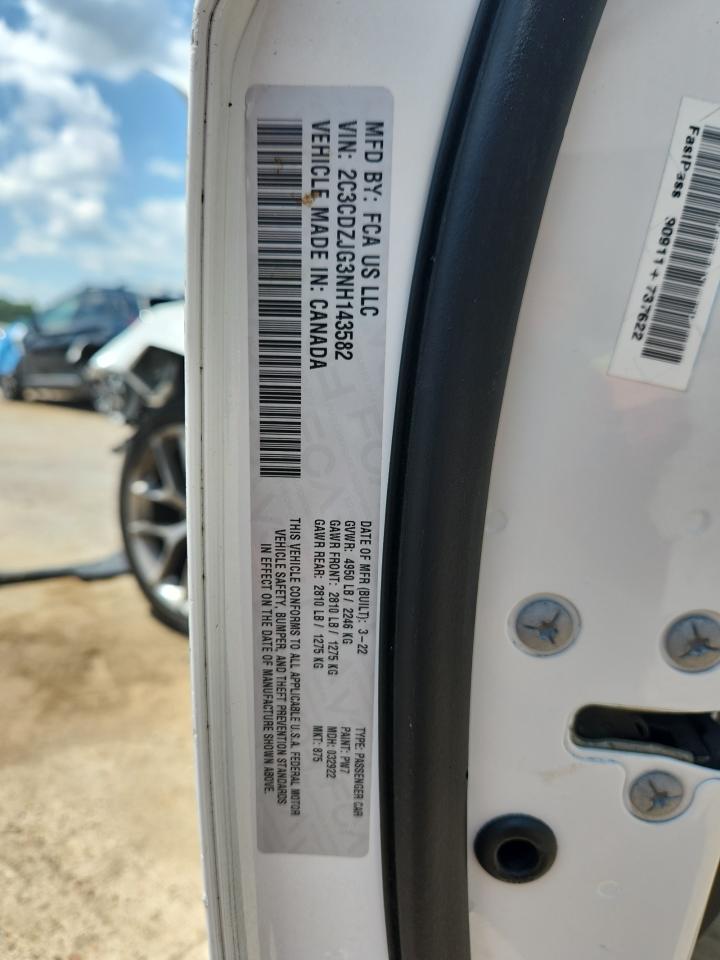 MFD BY: FCA US LLC
VIN: 2C3CDZJG3NH143582
VEHICLE MADE IN: CANADA
DATE OF MFR (BUILT): 3-22
GVWR: 4950 LB / 2246 KG
GAWR FRONT: 2810 LB / 1275 KG
GAWR REAR: 2810 LB / 1275 KG
THIS VEHICLE CONFORMS TO ALL APPLICABLE U.S.A. FEDERAL MOTOR
VEHICLE SAFETY, BUMPER, AND THEFT PREVENTION STANDARDS
IN EFFECT ON THE DATE OF MANUFACTURE SHOWN ABOVE.
TYPE: PASSENGER CAR
PAINT: PW7
MDH: 032922
MKT: 875
FastPass 90911+737622